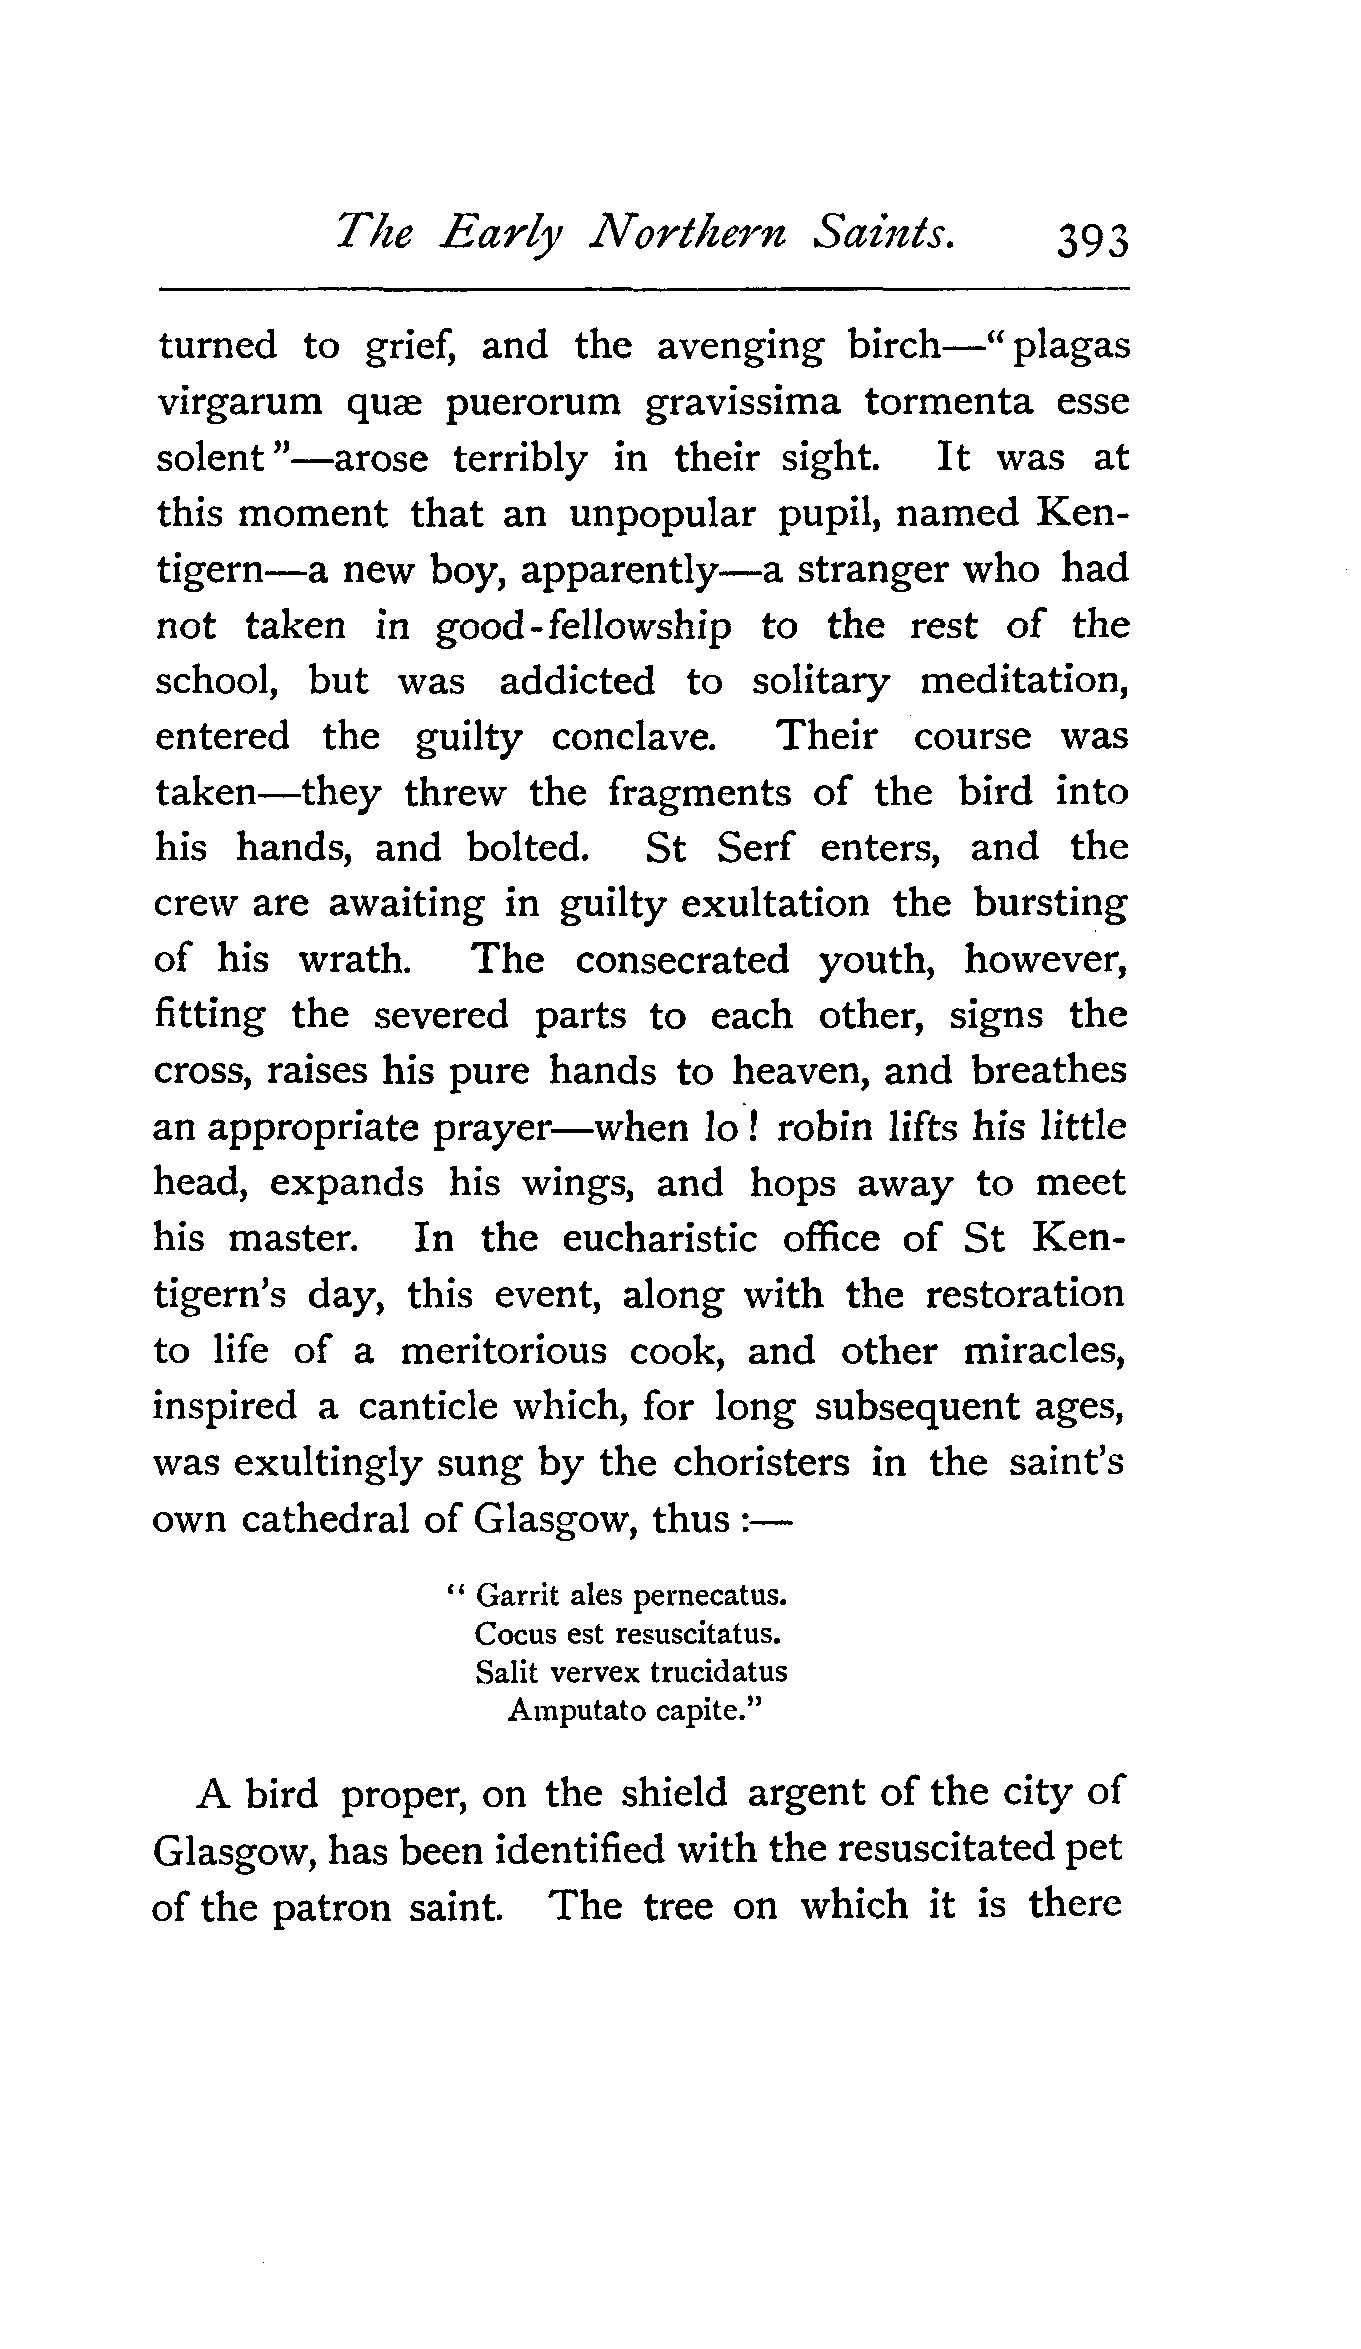 The Early Northern Saints. 393
turned to grief, and the avenging birch—“plagas
virgarum quæ puerorum gravissima tormenta esse
solent”—arose terribly in their sight. It was at
this moment that an unpopular pupil, named Ken-
tigern—a new boy, apparently—a stranger who had
not taken in good-fellowship to the rest of the
school, but was addicted to solitary meditation,
entered the guilty conclave. Their course was
taken—they threw the fragments of the bird into
his hands, and bolted. St Serf enters, and the
crew are awaiting in guilty exultation the bursting
of his wrath. The consecrated youth, however,
fitting the severed parts to each other, signs the
cross, raises his pure hands to heaven, and breathes
an appropriate prayer—when lo! robin lifts his little
head, expands his wings, and hops away to meet
his master. In the eucharistic office of St Ken-
tigern's day, this event, along with the restoration
to life of a meritorious cook, and other miracles,
inspired a canticle which, for long subsequent ages,
was exultingly sung by the choristers in the saint's
own cathedral of Glasgow, thus:—
“Garrit ales pernecatus.
Cocus est resuscitatus.
Salit vervex trucidatus
Amputato capite.”
A bird proper, on the shield argent of the city of
Glasgow, has been identified with the resuscitated pet
of the patron saint. The tree on which it is there